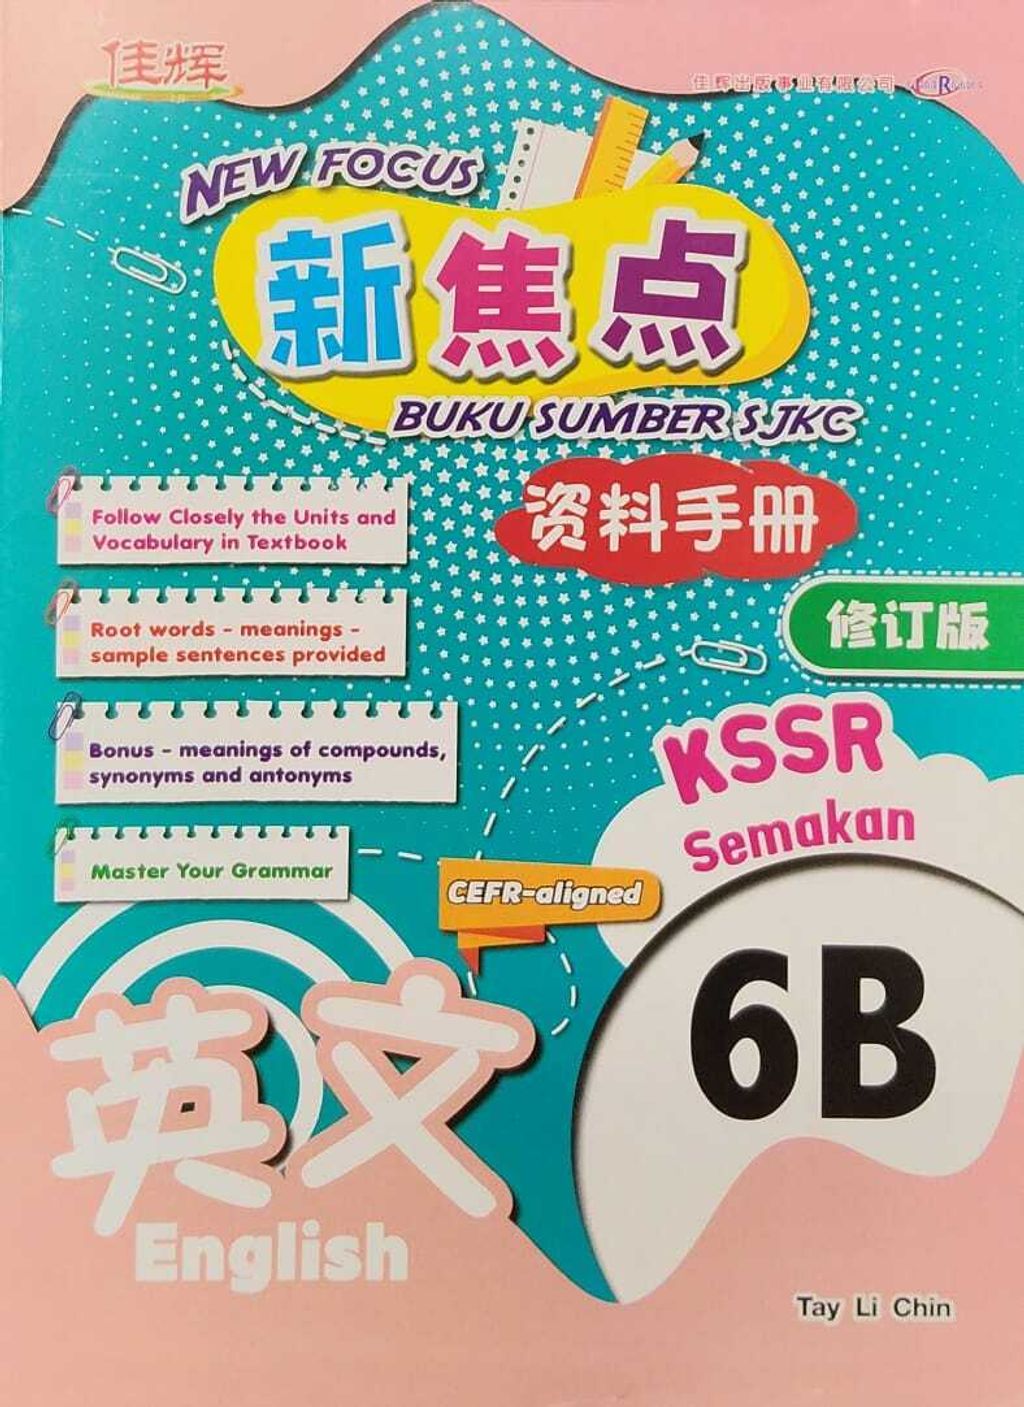 佳辉
佳辉出版事业有限公司
NEW FOCUS
新焦点
BUKU SUMBER SJKC
资料手册
Follow Closely the Units and
Vocabulary in Textbook
修订版
Root words - meanings -
sample sentences provided
KSSR
Semakan
Bonus - meanings of compounds,
synonyms and antonyms
Master Your Grammar
CEFR-aligned
6B
英文
English
Tay Li Chin